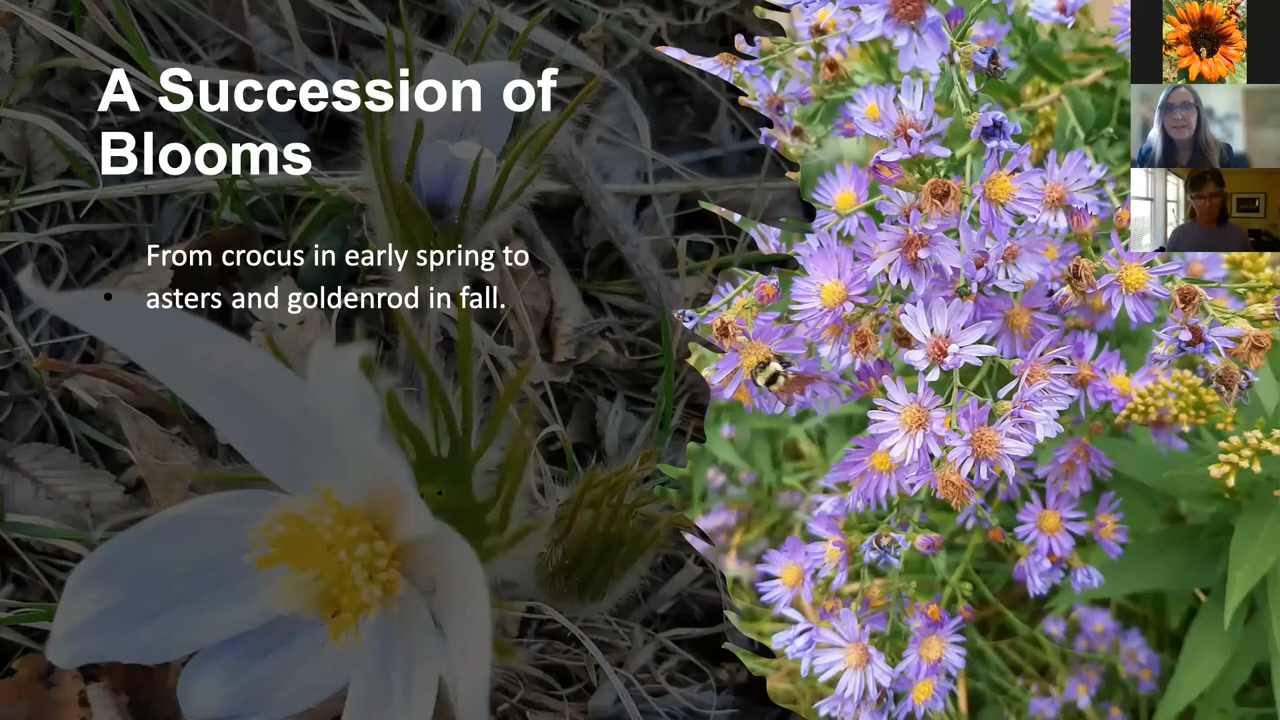 A Succession of
Blooms
From crocus in early spring to
asters and goldenrod in fall.